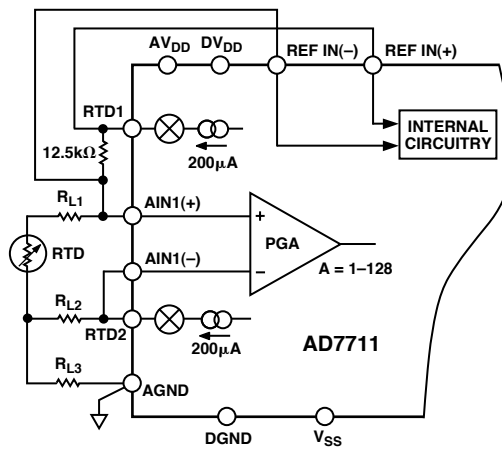 AVDD DVDD REF IN(–) REF IN(+)
RTD1
INTERNAL
CIRCUITRY
12.5kΩ
200μA
RL1
AIN1(+)
+
PGA
RTD
AIN1(–)
–
A = 1–128
RL2
RTD2
200μA
AD7711
RL3
AGND
DGND
VSS